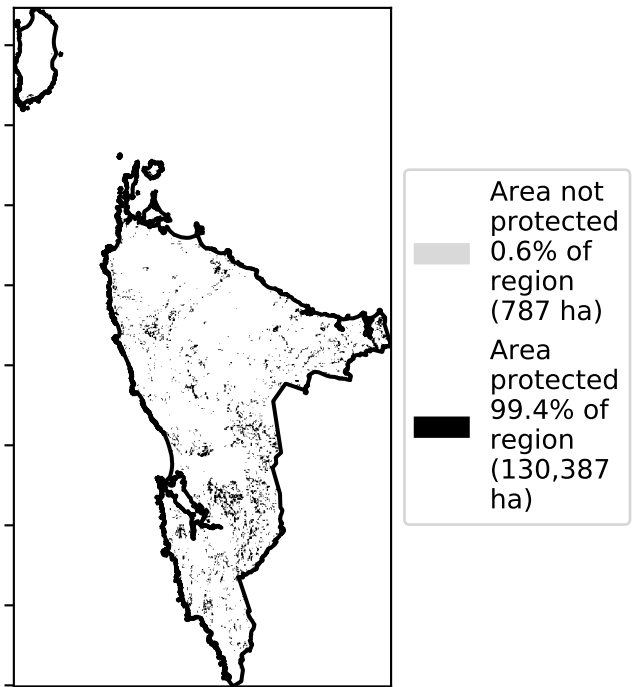 Area not
protected
0.6% of
region
(787 ha)
Area
protected
99.4% of
region
(130,387
ha)